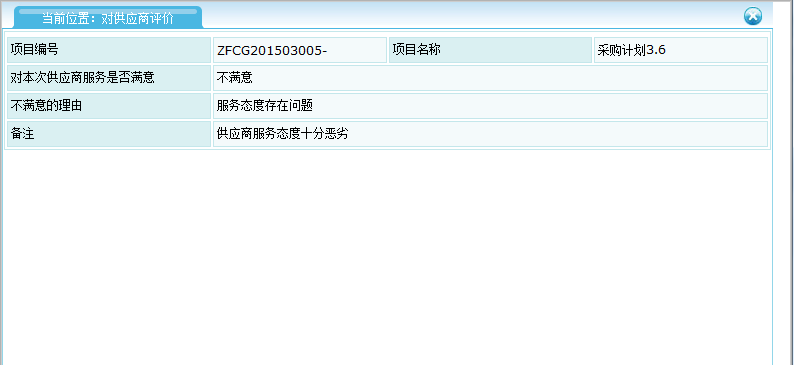 当前位置：对供应商评价
项目编号 ZFCG201503005- 项目名称 采购计划3.6
对本次供应商服务是否满意 不满意
不满意的理由 服务态度存在问题
备注 供应商服务态度十分恶劣